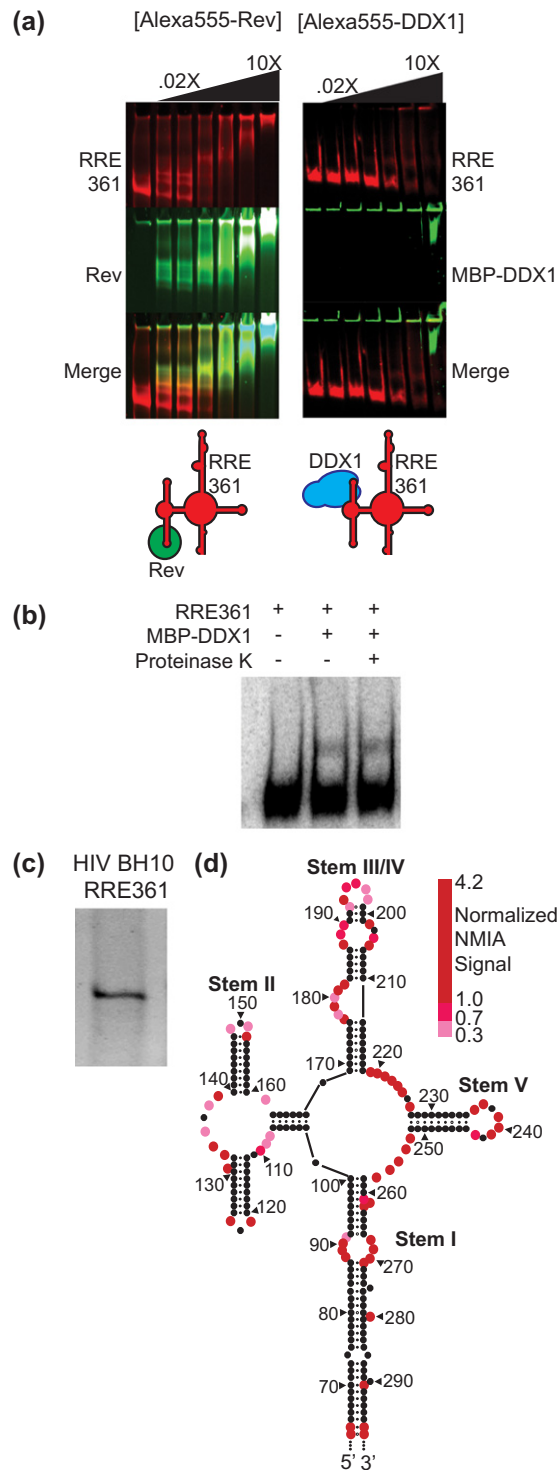 (a)
[Alexa555-Rev] [Alexa555-DDX1]
.02X 10X .02X 10X
RRE
361
RRE
361
Rev
MBP-DDX1
Merge
Merge
RRE
361
DDX1
RRE
361
Rev
(b)
RRE361 + + +
MBP-DDX1 - + +
Proteinase K - - +
(c)
HIV BH10
RRE361
(d)
Stem III/IV
190 200
210
180
170 220
Stem II
150
140 160
130 110
120
Stem V
230
240
250
100 260
Stem I
90 270
80 280
70 290
5' 3'
4.2
Normalized
NMIA
Signal
1.0
0.7
0.3